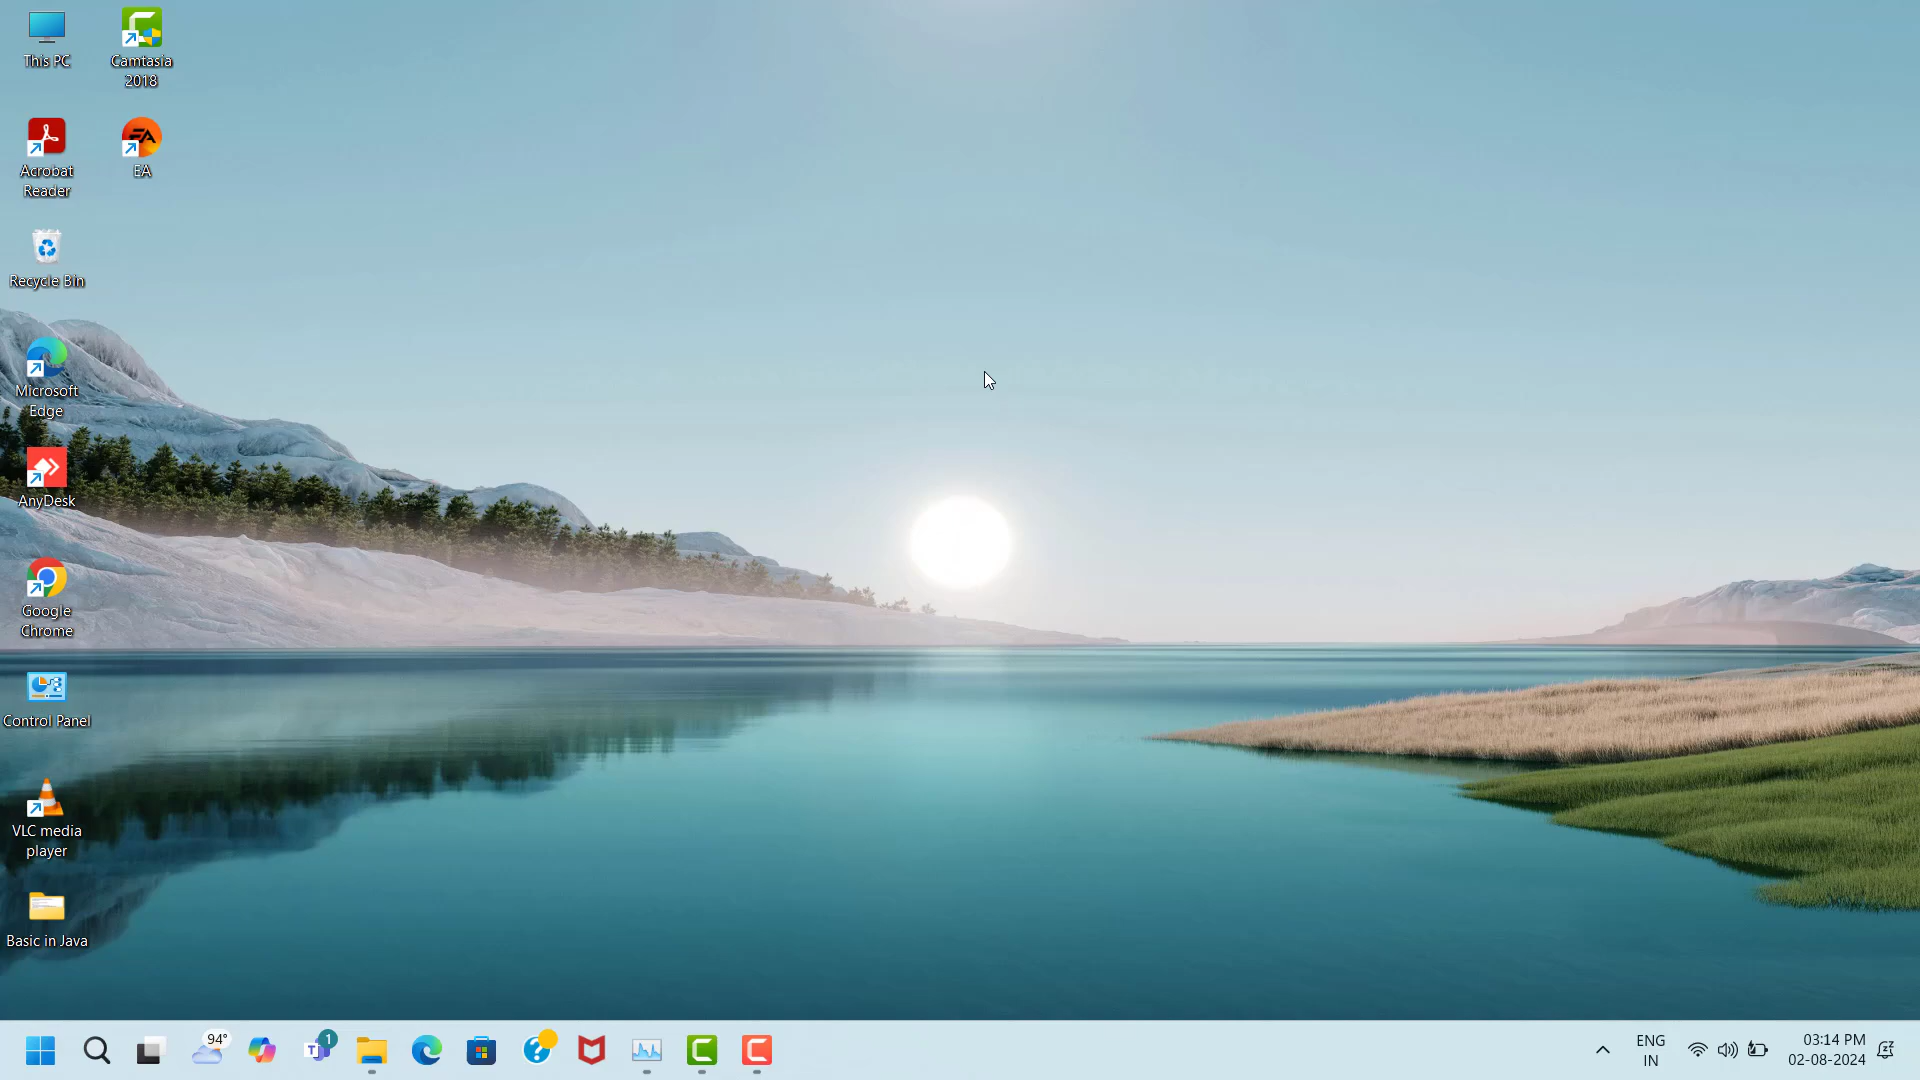 This PC
Camtasia
2018
Acrobat
Reader
EA
Recycle Bin
Microsoft
Edge
AnyDesk
Google
Chrome
Control Panel
VLC media
player
Basic in Java
94°
1
ENG
IN
03:14 PM
02-08-2024